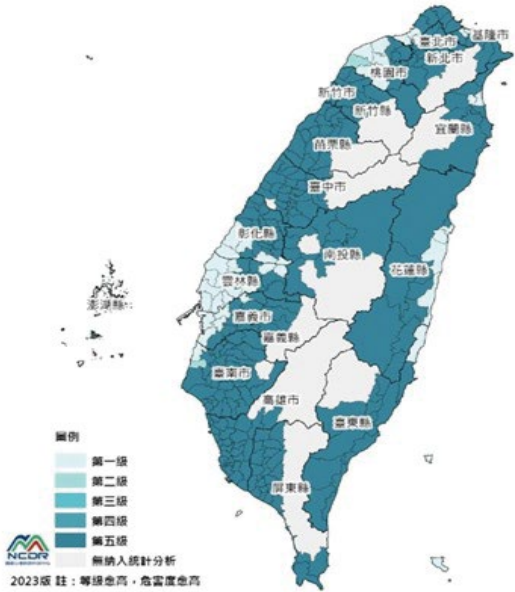 基隆市
臺北市
新北市
桃園市
新竹市
新竹縣
宜蘭縣
苗栗縣
臺中市
彰化縣
南投縣
花蓮縣
雲林縣
澎湖縣
嘉義市
嘉義縣
臺南市
高雄市
臺東縣
屏東縣
圖例
第一級
第二級
第三級
第四級
第五級
無納入統計分析
NCDR
2023版 註：等級愈高，危害度愈高